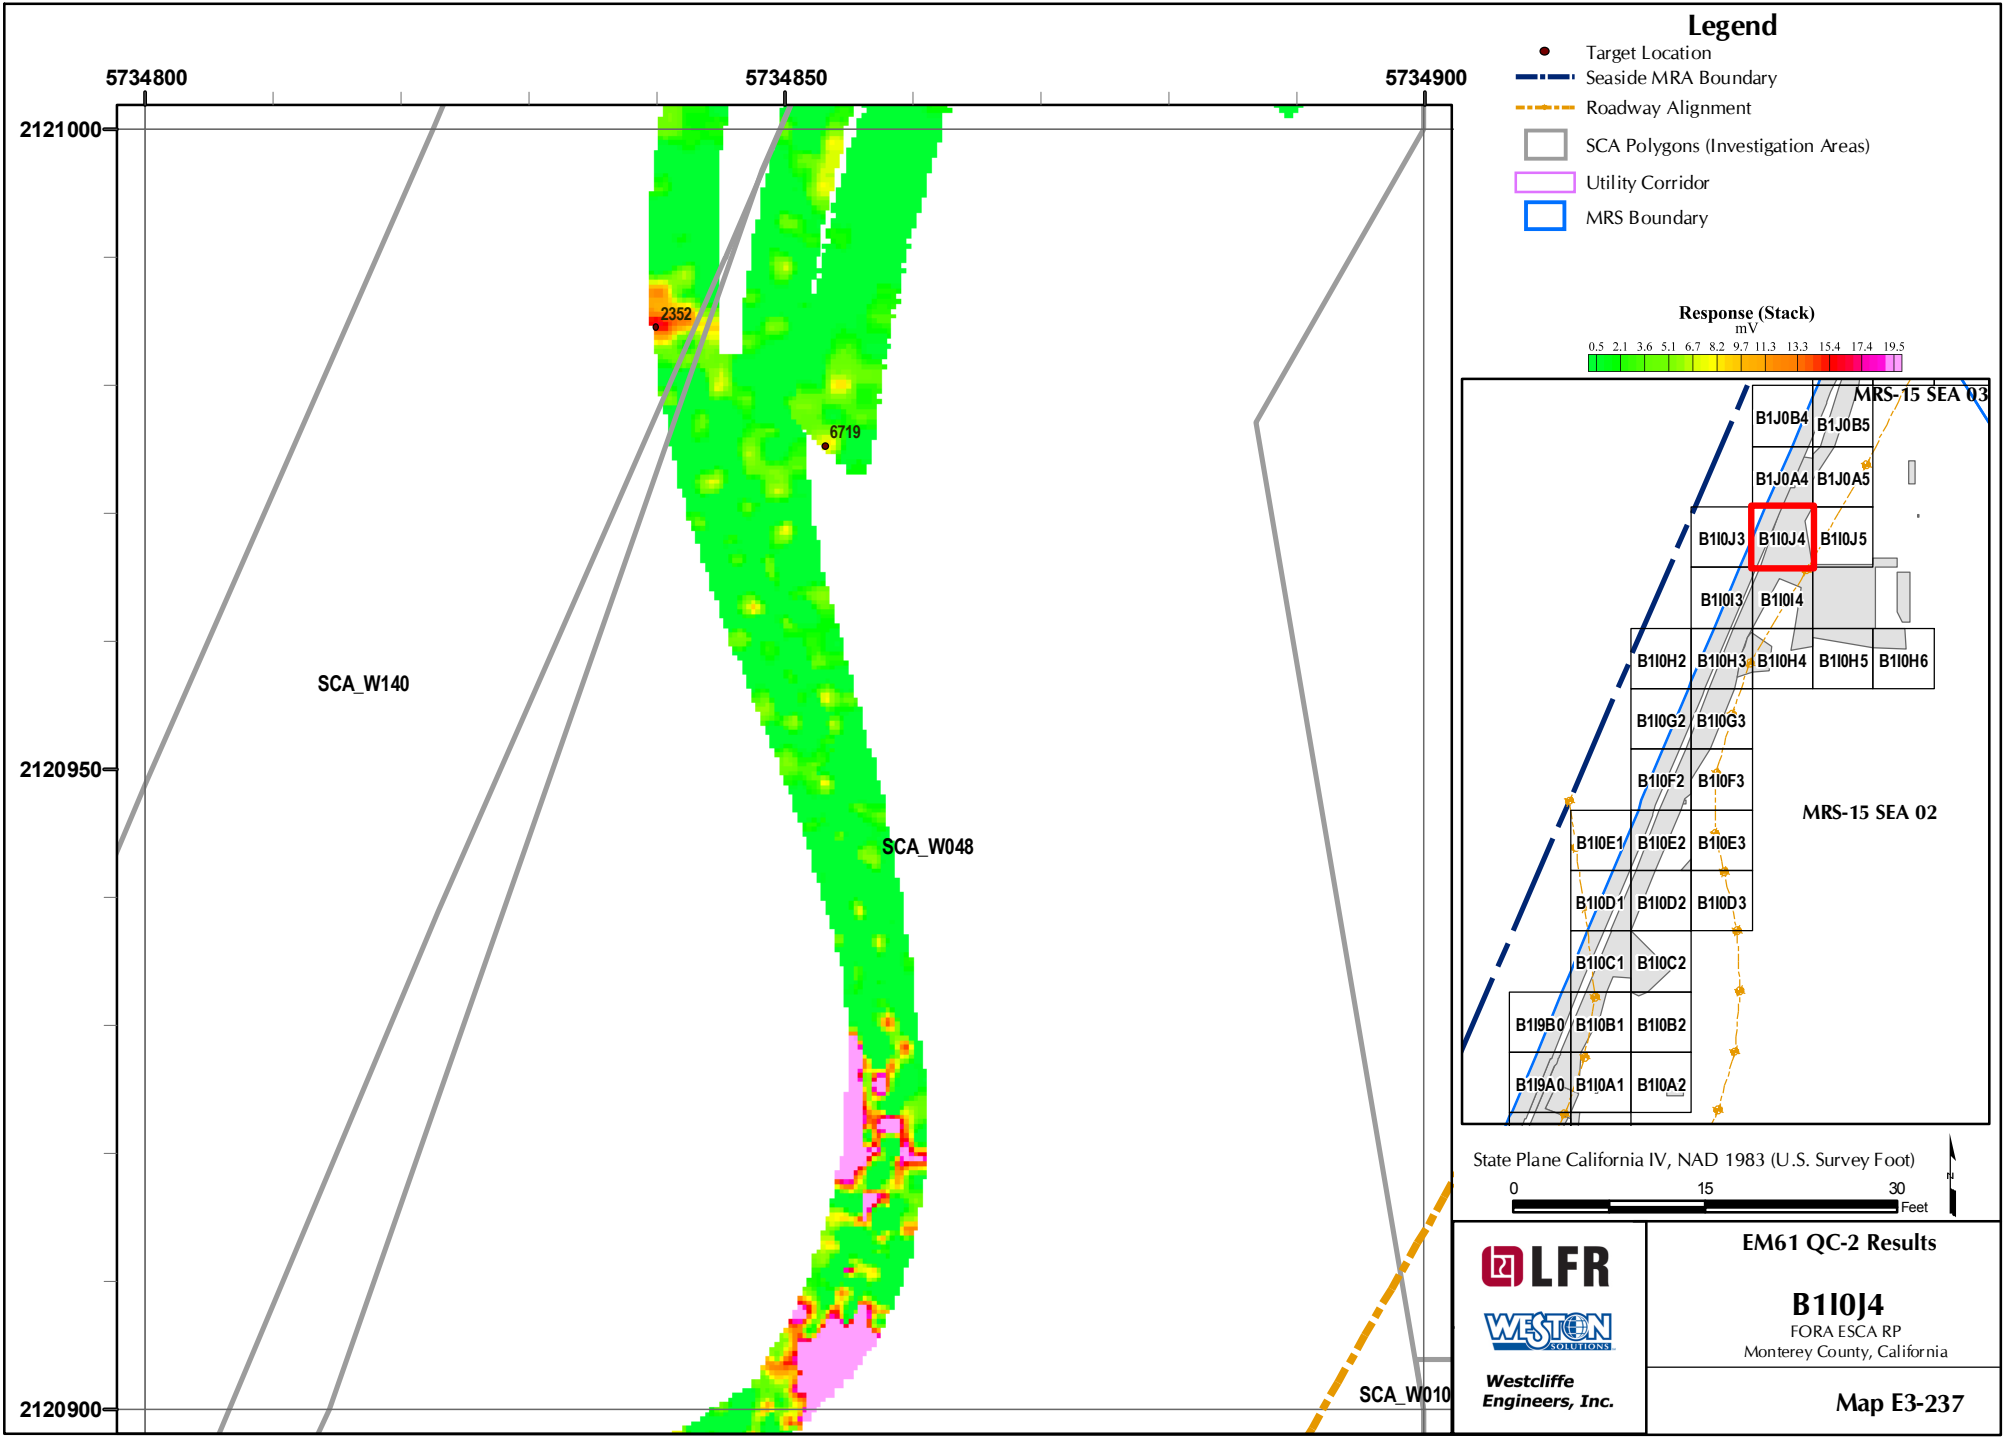 Legend
Target Location
Seaside MRA Boundary
Roadway Alignment
SCA Polygons (Investigation Areas)
Utility Corridor
MRS Boundary
5734800
5734850
5734900
2121000
2120950
2120900
2352
6719
SCA_W140
SCA_W048
SCA_W010
Response (Stack)
mV
0.5 2.1 3.6 5.1 6.7 8.2 9.7 11.3 13.3 15.4 17.4 19.5
MRS-15 SEA 03
B1J0B4 B1J0B5
B1J0A4 B1J0A5
B1I0J3 B1I0J4 B1I0J5
B1I0I3 B1I0I4
B1I0H2 B1I0H3 B1I0H4 B1I0H5 B1I0H6
B1I0G2 B1I0G3
B1I0F2 B1I0F3
MRS-15 SEA 02
B1I0E1 B1I0E2 B1I0E3
B1I0D1 B1I0D2 B1I0D3
B1I0C1 B1I0C2
B1I9B0 B1I0B1 B1I0B2
B1I9A0 B1I0A1 B1I0A2
State Plane California IV, NAD 1983 (U.S. Survey Foot)
0 15 30
Feet
N
LFR
WESTON
SOLUTIONS
Westcliffe
Engineers, Inc.
EM61 QC-2 Results
B1I0J4
FORA ESCA RP
Monterey County, California
Map E3-237